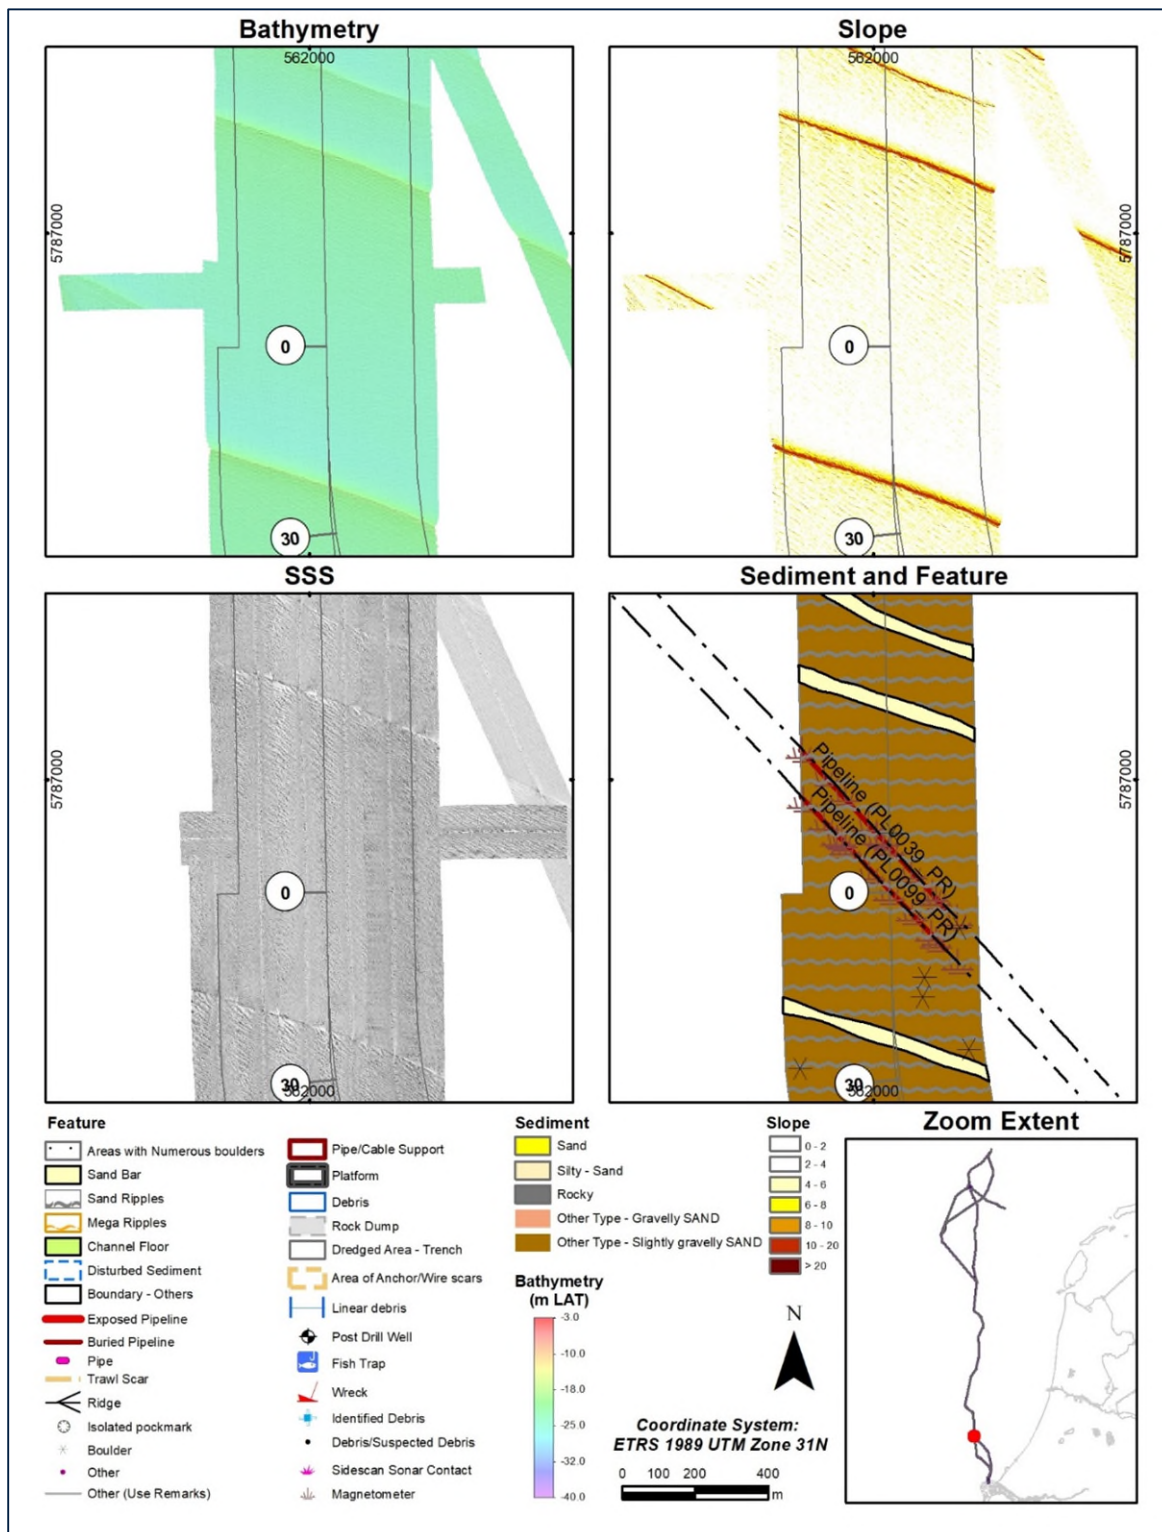 Bathymetry
Slope
562000
562000
5787000
5787000
0
0
30
30
SSS
Sediment and Feature
5787000
5787000
Pipeline (PL0039_PR)
Pipeline (PL0099_PR)
0
0
30
562000
30
562000
Feature
Areas with Numerous boulders
Sand Bar
Sand Ripples
Mega Ripples
Channel Floor
Disturbed Sediment
Boundary - Others
Exposed Pipeline
Buried Pipeline
Pipe
Trawl Scar
Ridge
Isolated pockmark
Boulder
Other
Other (Use Remarks)
Pipe/Cable Support
Platform
Debris
Rock Dump
Dredged Area - Trench
Area of Anchor/Wire scars
Linear debris
Post Drill Well
Fish Trap
Wreck
Identified Debris
Debris/Suspected Debris
Sidescan Sonar Contact
Magnetometer
Sediment
Sand
Silty - Sand
Rocky
Other Type - Gravelly SAND
Other Type - Slightly gravelly SAND
Bathymetry
(m LAT)
-3.0
-10.0
-18.0
-25.0
-32.0
-40.0
Slope
0 - 2
2 - 4
4 - 6
6 - 8
8 - 10
10 - 20
> 20
N
Coordinate System:
ETRS 1989 UTM Zone 31N
0 100 200 400
m
Zoom Extent